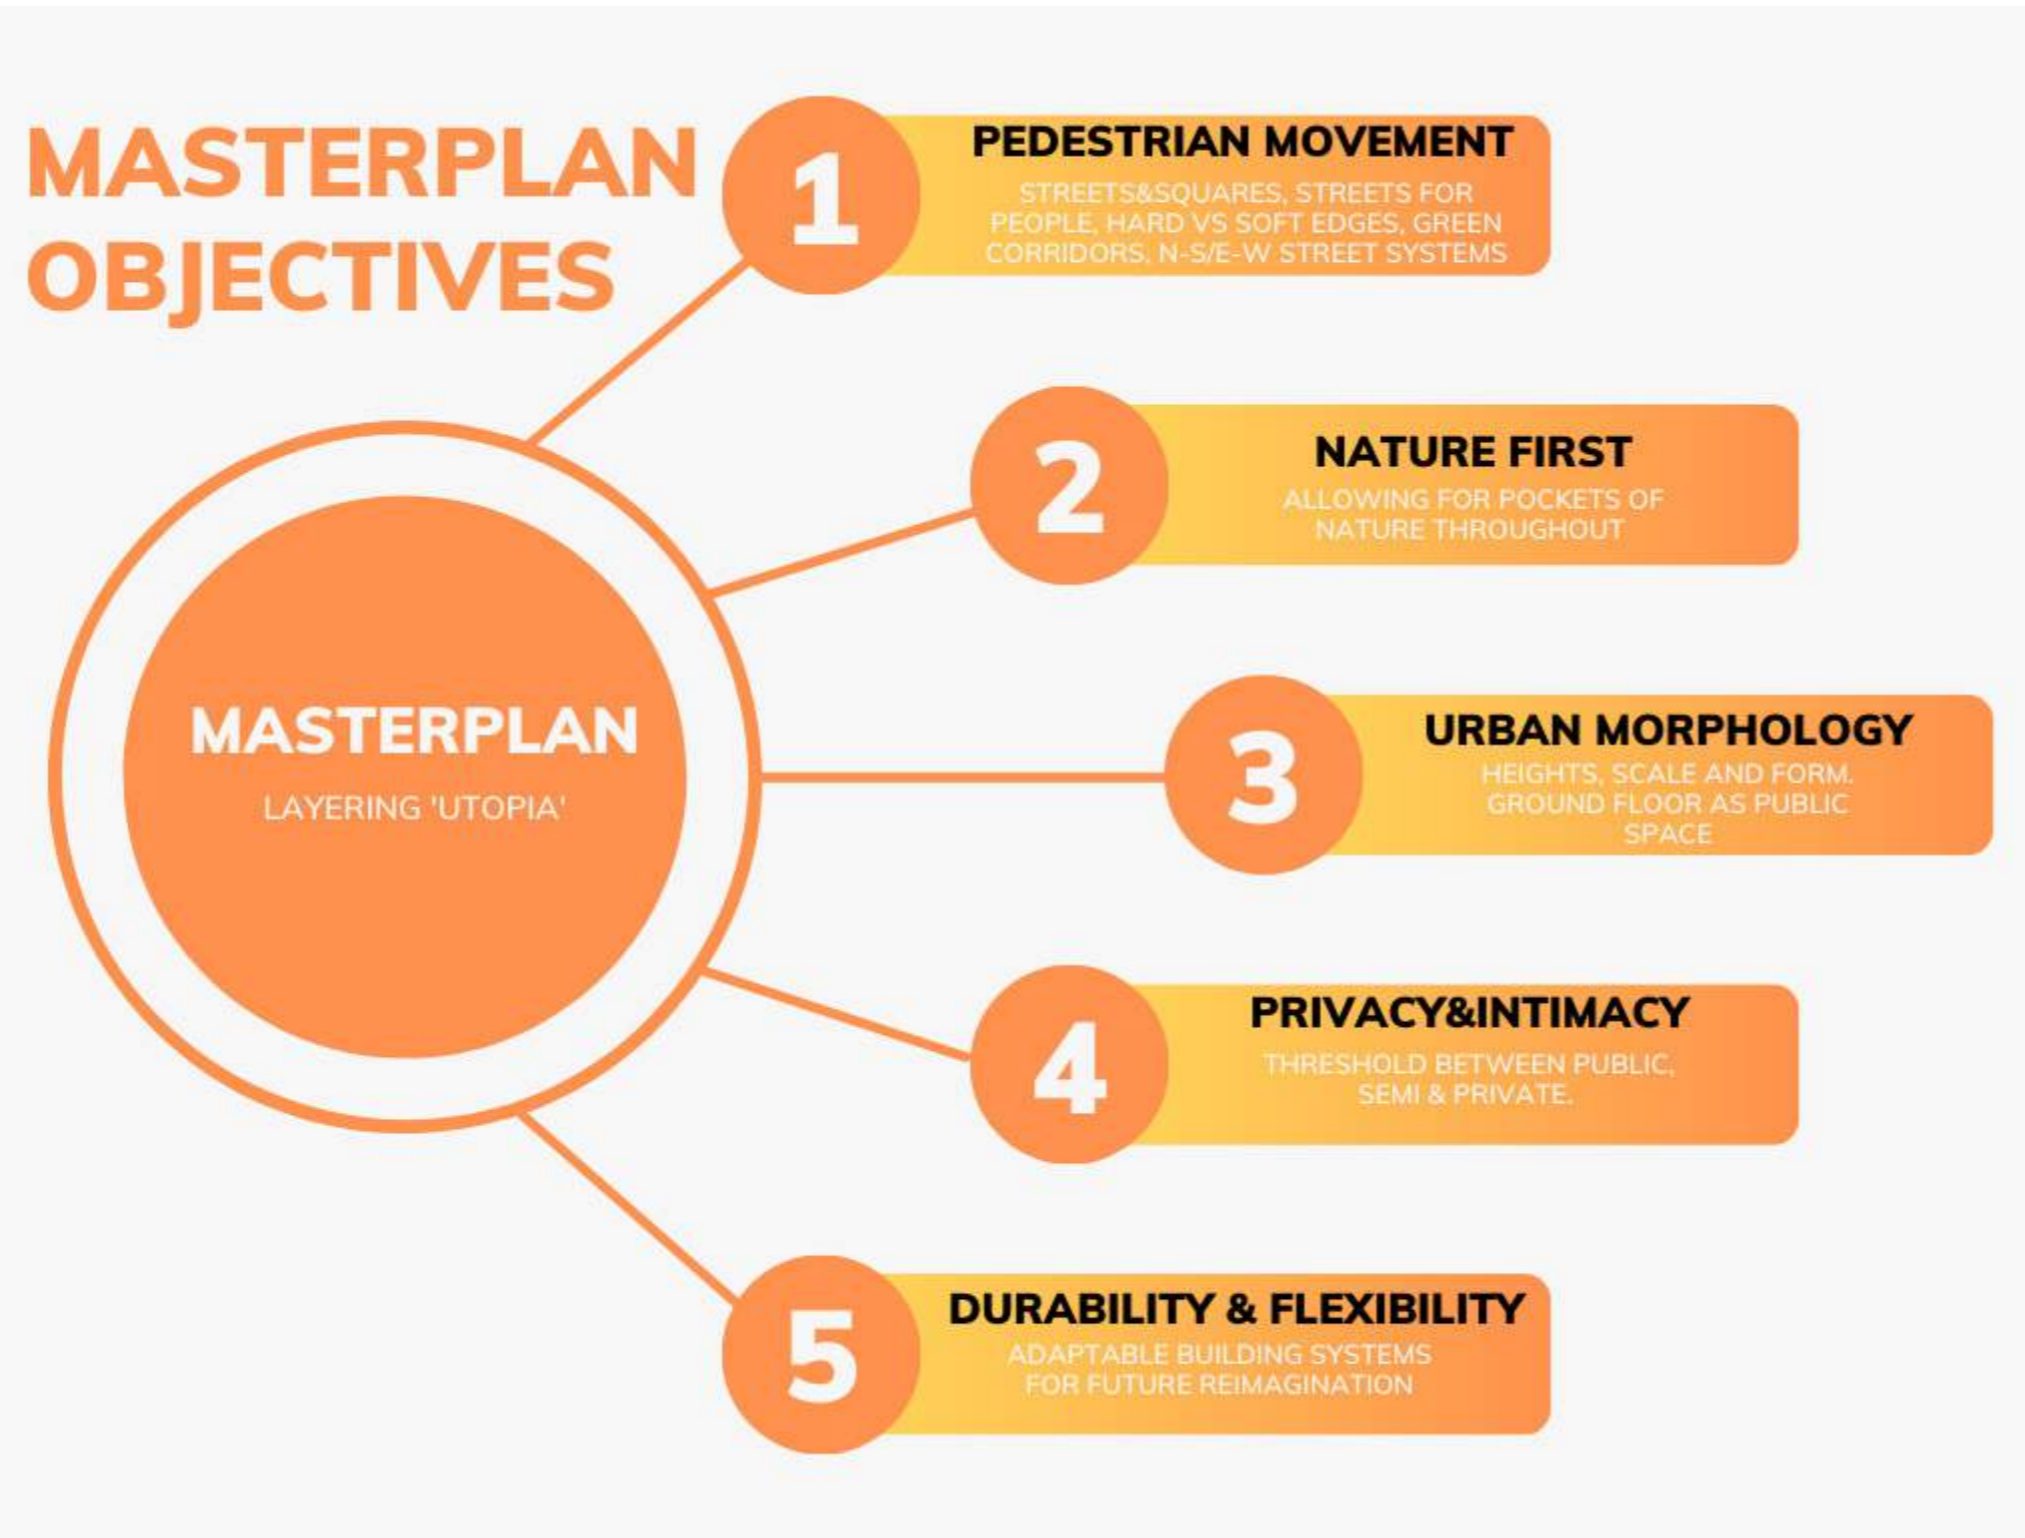 MASTERPLAN
OBJECTIVES
1
PEDESTRIAN MOVEMENT
STREETS&SQUARES, STREETS FOR
PEOPLE, HARD VS SOFT EDGES, GREEN
CORRIDORS, N-S/E-W STREET SYSTEMS
2
NATURE FIRST
ALLOWING FOR POCKETS OF
NATURE THROUGHOUT
MASTERPLAN
LAYERING 'UTOPIA'
3
URBAN MORPHOLOGY
HEIGHTS, SCALE AND FORM.
GROUND FLOOR AS PUBLIC
SPACE
4
PRIVACY&INTIMACY
THRESHOLD BETWEEN PUBLIC,
SEMI & PRIVATE.
5
DURABILITY & FLEXIBILITY
ADAPTABLE BUILDING SYSTEMS
FOR FUTURE REIMAGINATION